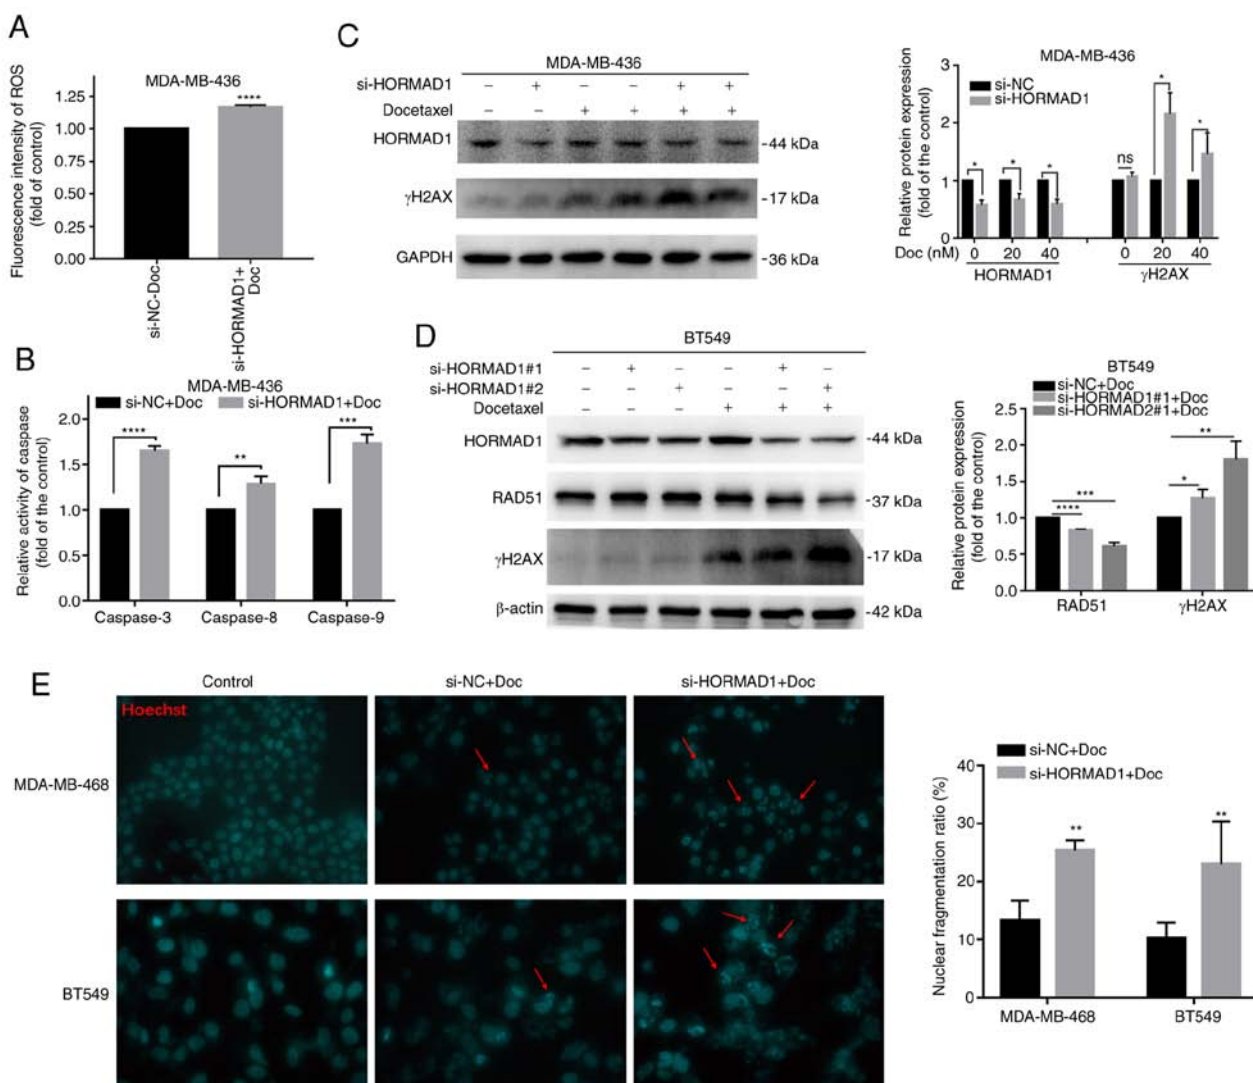 A
MDA-MB-436
****
Fluorescence intensity of ROS
(fold of control)
1.25
1.00
0.75
0.50
0.25
0.00
si-NC-Doc
si-HORMAD1+
Doc
B
MDA-MB-436
si-NC+Doc
si-HORMAD1+Doc
Relative activity of caspase
(fold of the control)
2.0
1.5
1.0
0.5
0.0
****
**
***
Caspase-3 Caspase-8 Caspase-9
C
MDA-MB-436
si-HORMAD1 – + – – + +
Docetaxel – – + + + +
HORMAD1 -44 kDa
γH2AX -17 kDa
GAPDH -36 kDa
MDA-MB-436
si-NC
si-HORMAD1
Relative protein expression
(fold of the control)
3
2
1
0
* * * ns * *
Doc (nM) 0 20 40 0 20 40
HORMAD1 γH2AX
D
BT549
si-HORMAD1#1 – + – – + –
si-HORMAD1#2 – – + – – +
Docetaxel – – – + + +
HORMAD1 -44 kDa
RAD51 -37 kDa
γH2AX -17 kDa
β-actin -42 kDa
BT549
si-NC+Doc
si-HORMAD1#1+Doc
si-HORMAD2#1+Doc
Relative protein expression
(fold of the control)
2.5
2.0
1.5
1.0
0.5
0.0
***
****
**
*
RAD51 γH2AX
E
Control si-NC+Doc si-HORMAD1+Doc
Hoechst
MDA-MB-468
BT549
si-NC+Doc
si-HORMAD1+Doc
Nuclear fragmentation ratio (%)
40
30
20
10
0
** **
MDA-MB-468 BT549